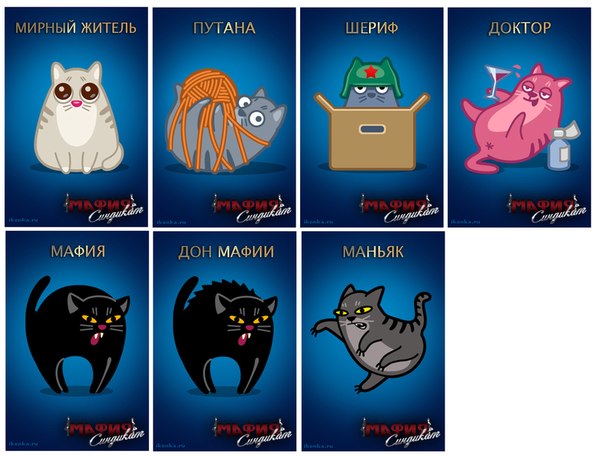 МИРНЫЙ ЖИТЕЛЬ
МАФИЯ
Синдикат
ПУТАНА
МАФИЯ
Синдикат
ШЕРИФ
МАФИЯ
Синдикат
ДОКТОР
МАФИЯ
Синдикат
МАФИЯ
МАФИЯ
Синдикат
ДОН МАФИИ
МАФИЯ
Синдикат
МАНЬЯК
МАФИЯ
Синдикат